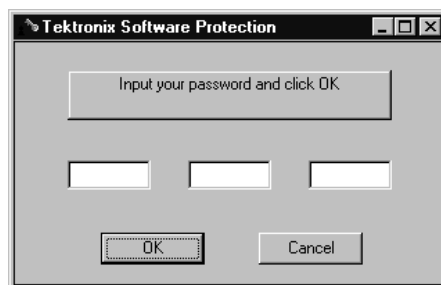 Tektronix Software Protection
Input your password and click OK
OK
Cancel